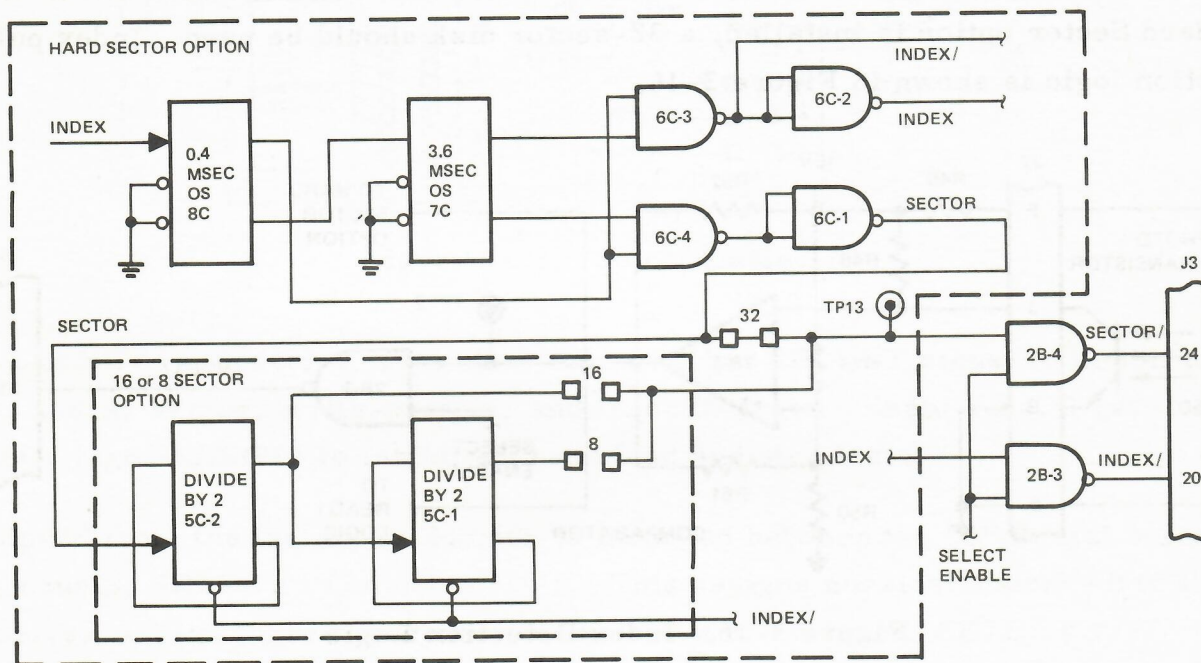 HARD SECTOR OPTION
INDEX
0.4
MSEC
OS
8C
3.6
MSEC
OS
7C
6C-3
6C-2
INDEX/
INDEX
6C-4
6C-1
SECTOR
J3
SECTOR
32
TP13
2B-4
SECTOR/
24
16 or 8 SECTOR
OPTION
16
8
DIVIDE
BY 2
5C-2
DIVIDE
BY 2
5C-1
INDEX
2B-3
INDEX/
20
SELECT
ENABLE
INDEX/